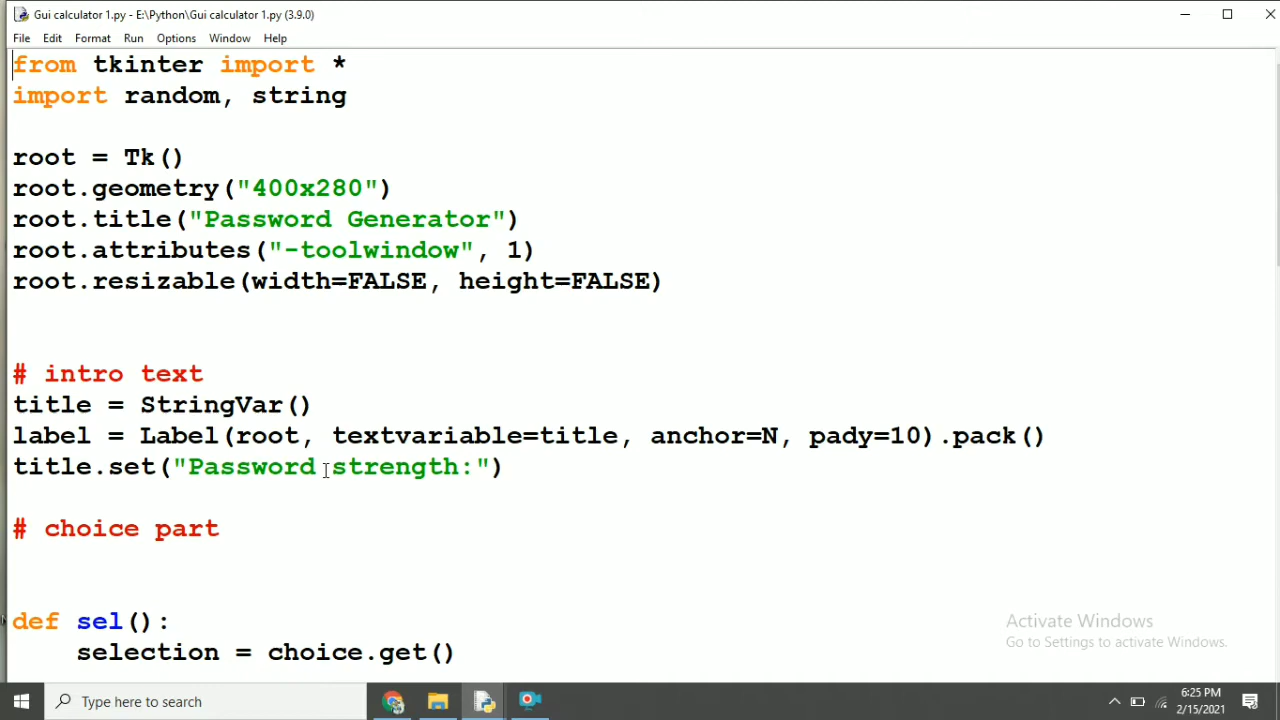 Gui calculator 1.py - E:\Python\Gui calculator 1.py (3.9.0)
File Edit Format Run Options Window Help
from tkinter import *
import random, string
root = Tk()
root.geometry("400x280")
root.title("Password Generator")
root.attributes("-toolwindow", 1)
root.resizable(width=FALSE, height=FALSE)
# intro text
title = StringVar()
label = Label(root, textvariable=title, anchor=N, pady=10).pack()
title.set("Password strength:")
# choice part
def sel():
    selection = choice.get()
Activate Windows
Go to Settings to activate Windows.
Type here to search
6:25 PM
2/15/2021